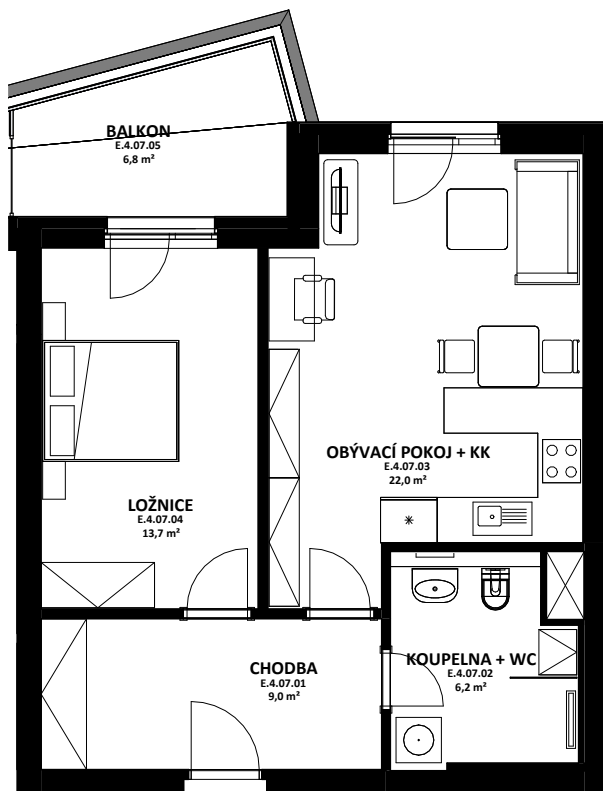 BALKON
E.4.07.05
6,8 m²
OBÝVACÍ POKOJ + KK
E.4.07.03
22,0 m²
LOŽNICE
E.4.07.04
13,7 m²
CHODBA
E.4.07.01
9,0 m²
KOUPELNA + WC
E.4.07.02
6,2 m²